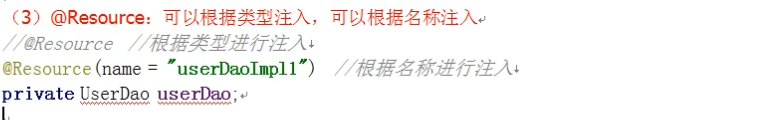 （3）@Resource：可以根据类型注入，可以根据名称注入
//@Resource //根据类型进行注入
@Resource(name = "userDaoImpl1") //根据名称进行注入
private UserDao userDao;